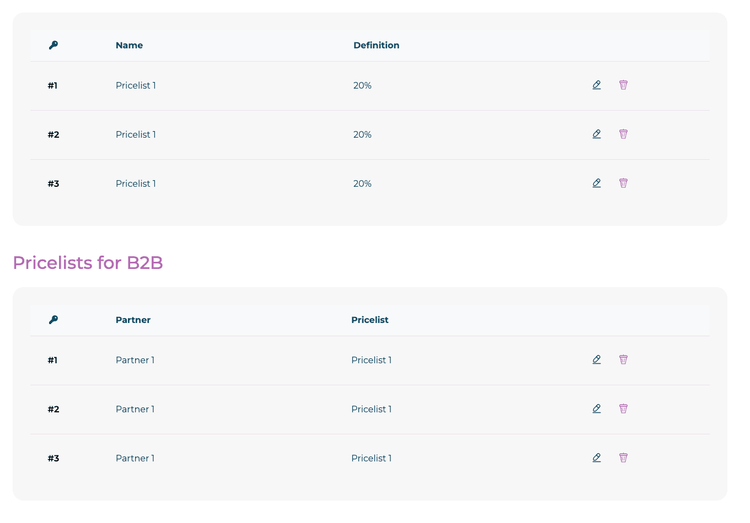 Name Definition
#1 Pricelist 1 20%
#2 Pricelist 1 20%
#3 Pricelist 1 20%
Pricelists for B2B
Partner Pricelist
#1 Partner 1 Pricelist 1
#2 Partner 1 Pricelist 1
#3 Partner 1 Pricelist 1